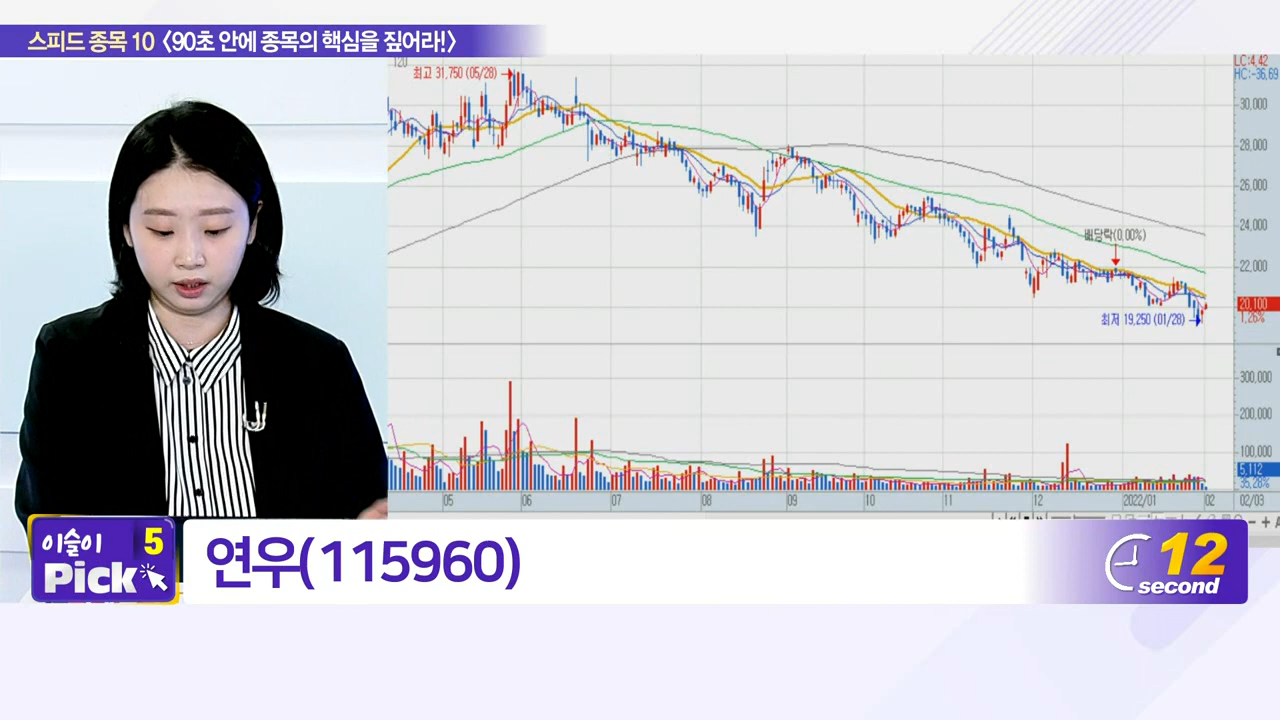 스피드 종목 10 <90초 안에 종목의 핵심을 짚어라!>
120
최고 31,750 (05/28)
LC:4.42
HC:-36.69
30,000
28,000
26,000
24,000
22,000
배당락(0.00%)
20,100
1.26%
최저 19,250 (01/28)
300,000
200,000
100,000
5,112
35.28%
05 06 07 08 09 10 11 12 2022/01 02 02/03
이슬이 5
Pick
연우(115960)
12
second